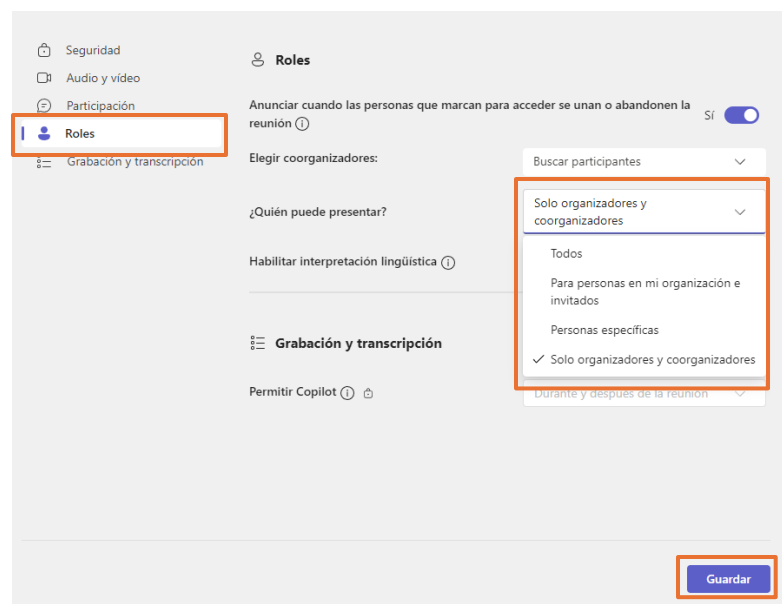 Seguridad
Audio y vídeo
Participación
Roles
Grabación y transcripción
Roles
Anunciar cuando las personas que marcan para acceder se unan o abandonen la
reunión
Sí
Elegir coorganizadores:
Buscar participantes
¿Quién puede presentar?
Solo organizadores y
coorganizadores
Todos
Para personas en mi organización e
invitados
Personas específicas
Solo organizadores y coorganizadores
Habilitar interpretación lingüística
Grabación y transcripción
Permitir Copilot
Durante y después de la reunión
Guardar